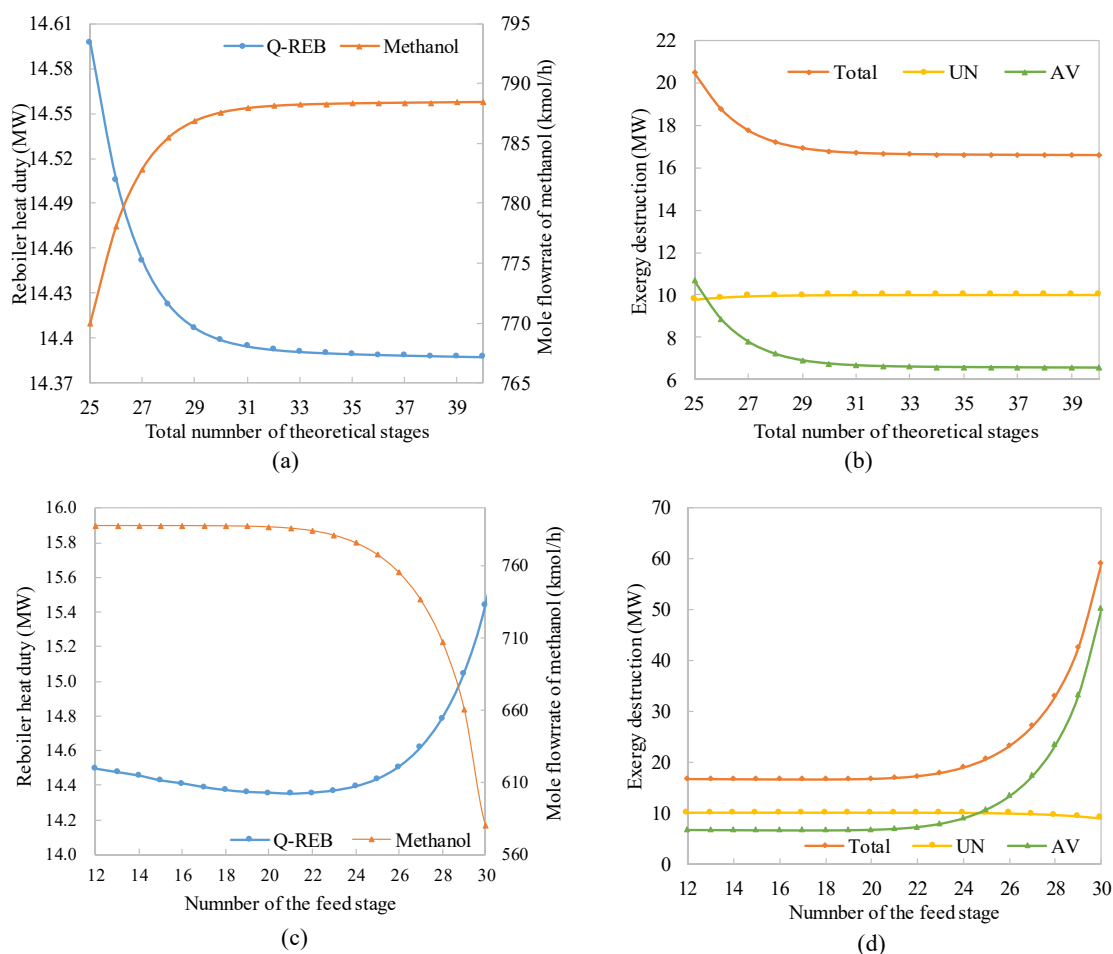 14.61
14.58
14.55
14.52
14.49
14.46
14.43
14.4
14.37
Reboiler heat duty (MW)
Q-REB Methanol
795
790
785
780
775
770
765
Mole flowrrate of methanol (kmol/h)
25 27 29 31 33 35 37 39
Total numnber of theoretical stages
(a)
22
20
18
16
14
12
10
8
6
Exergy destruction (MW)
Total UN AV
25 27 29 31 33 35 37 39
Total number of theoretical stages
(b)
16.0
15.8
15.6
15.4
15.2
15.0
14.8
14.6
14.4
14.2
14.0
Reboiler heat duty (MW)
760
710
660
610
560
Mole flowrrate of methanol (kmol/h)
Q-REB Methanol
12 14 16 18 20 22 24 26 28 30
Numnber of the feed stage
(c)
70
60
50
40
30
20
10
0
Exergy destruction (MW)
Total UN AV
12 14 16 18 20 22 24 26 28 30
Numnber of the feed stage
(d)